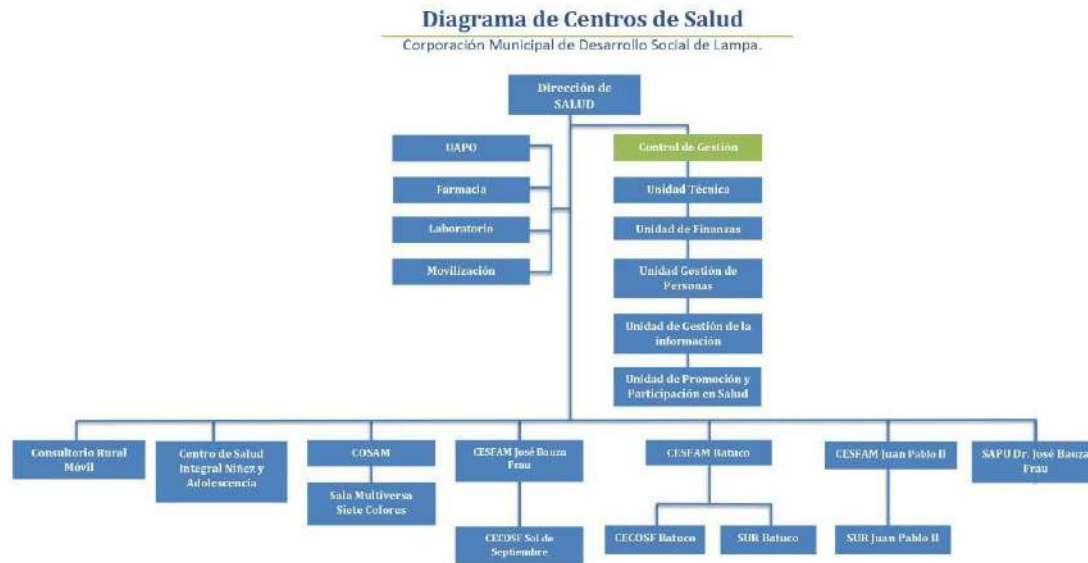 Diagrama de Centros de Salud
Corporación Municipal de Desarrollo Social de Lampa.
Dirección de
SALUD
UAPO
Farmacia
Laboratorio
Movilización
Control de Gestión
Unidad Técnica
Unidad de Finanzas
Unidad Gestión de
Personas
Unidad de Gestión de la
información
Unidad de Promoción y
Participación en Salud
Consultorio Rural
Móvil
Centro de Salud
Integral Niñez y
Adolescencia
COSAM
Sala Multiversa
Siete Colores
CESFAM José Bauza
Frau
CECOSF Sol de
Septiembre
CESFAM Batuco
CECOSF Batuco
SUR Batuco
CESFAM Juan Pablo II
SUR Juan Pablo II
SAPU Dr. José Bauza
Frau